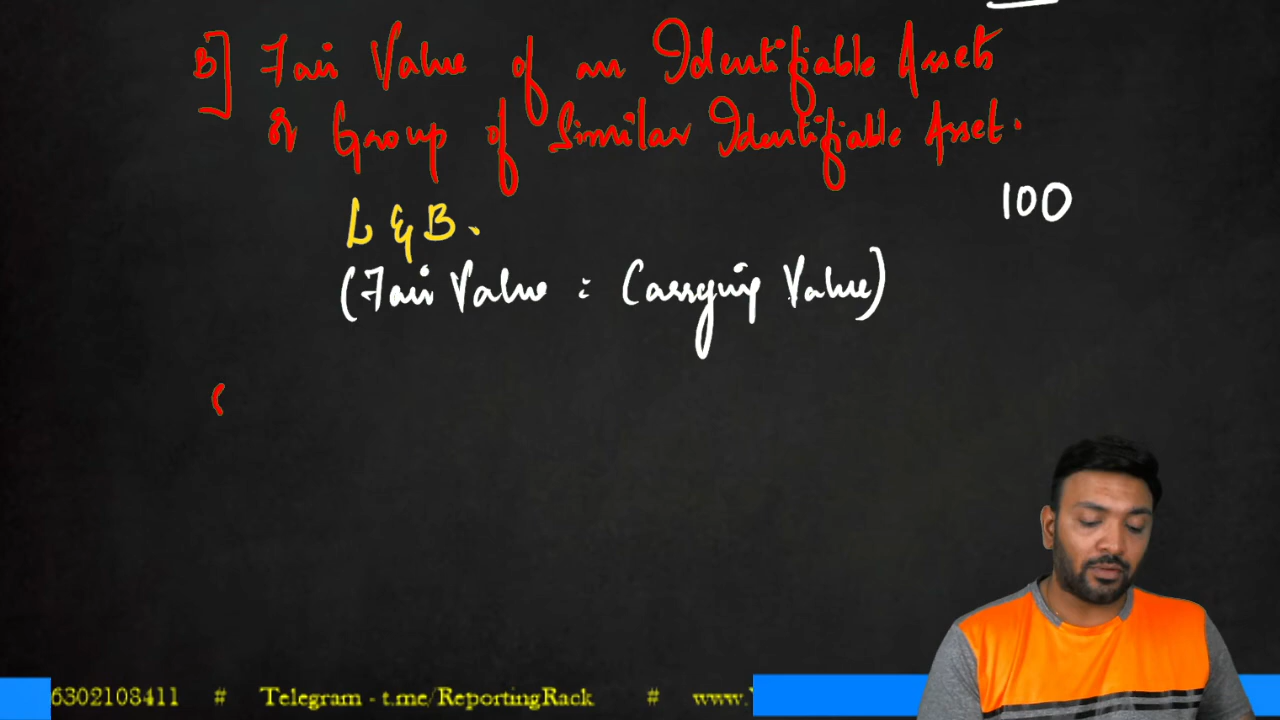 B] Fair Value of an Identifiable Assets
or Group of Similar Identifiable Asset.
L & B.
100
(Fair Value = Carrying Value)
6302108411 # Telegram - t.me/ReportingRack # www.